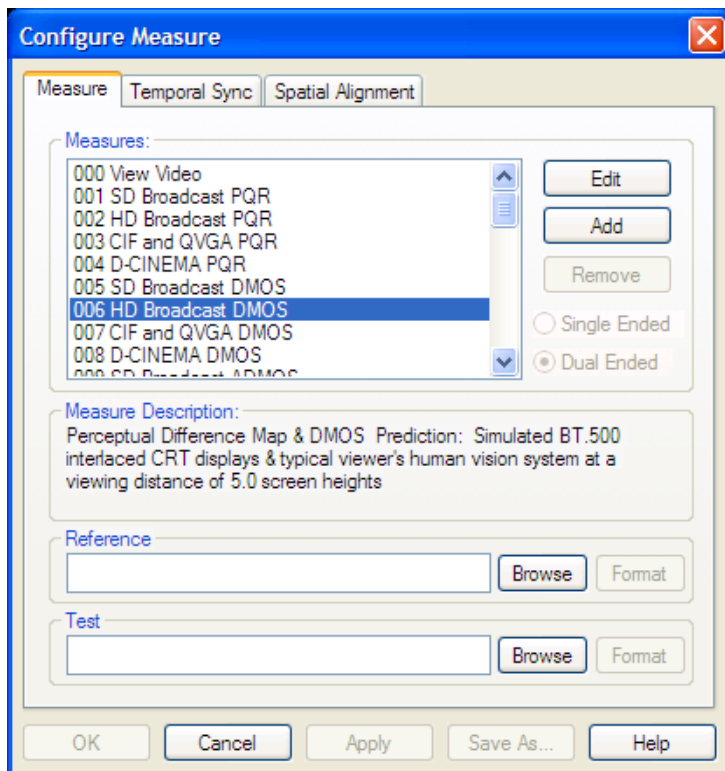 Configure Measure
Measure
Temporal Sync
Spatial Alignment
Measures:
000 View Video
001 SD Broadcast PQR
002 HD Broadcast PQR
003 CIF and QVGA PQR
004 D-CINEMA PQR
005 SD Broadcast DMOS
006 HD Broadcast DMOS
007 CIF and QVGA DMOS
008 D-CINEMA DMOS
009 SD Broadcast ADMOS
Edit
Add
Remove
Single Ended
Dual Ended
Measure Description:
Perceptual Difference Map & DMOS Prediction: Simulated BT.500
interlaced CRT displays & typical viewer's human vision system at a
viewing distance of 5.0 screen heights
Reference
Browse
Format
Test
Browse
Format
OK
Cancel
Apply
Save As...
Help